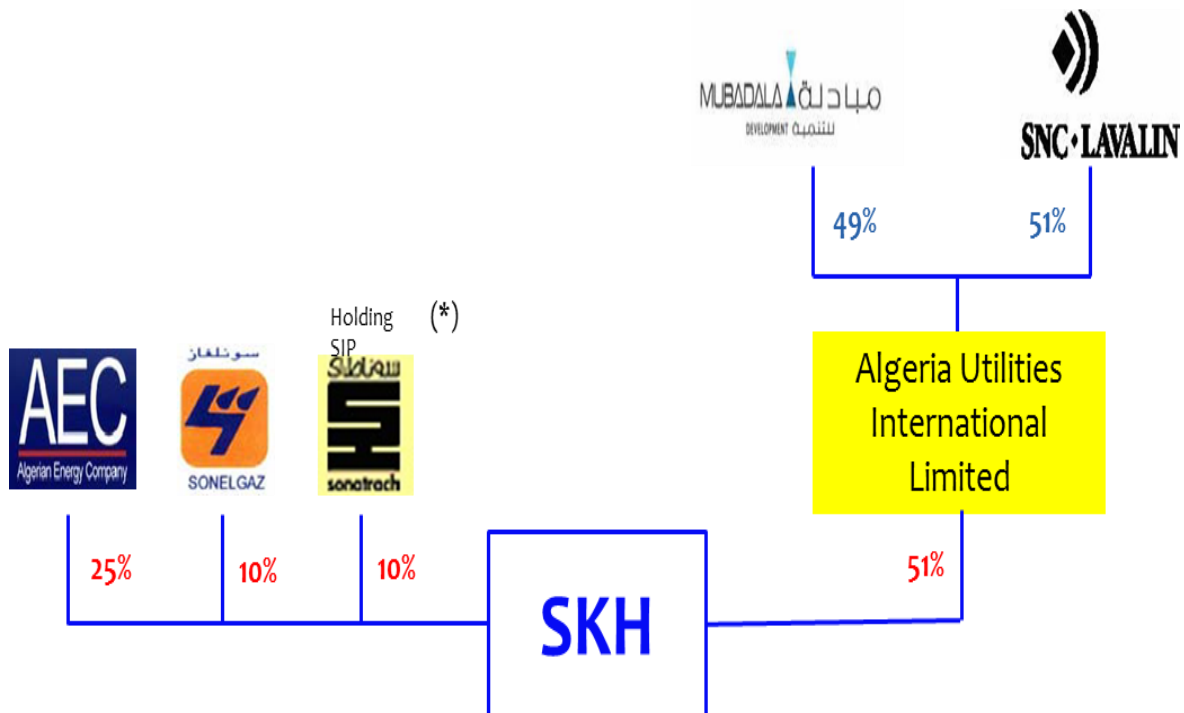 MUBADALA مبادلة
DEVELOPMENT للتنمية
SNC·LAVALIN
49%
51%
Holding (*)
SIP
AEC
Algerian Energy Company
سونلغاز
SONELGAZ
سوناطراك
sonatrach
Algeria Utilities
International
Limited
25%
10%
10%
51%
SKH